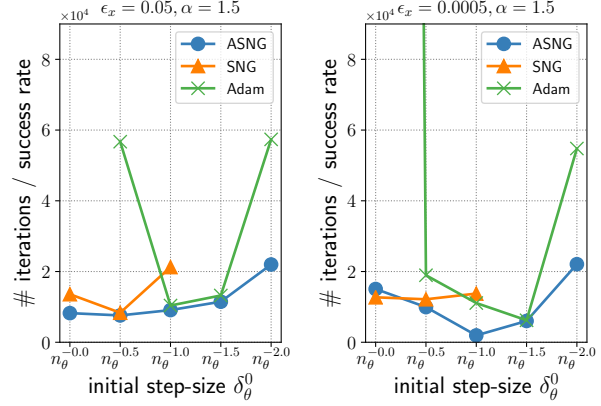 ×10⁴ ϵₓ = 0.05, α = 1.5
8
6
4
2
0
# iterations / success rate
ASNG
SNG
Adam
n_θ^−0.0 n_θ^−0.5 n_θ^−1.0 n_θ^−1.5 n_θ^−2.0
initial step-size δ_θ^0
×10⁴ ϵₓ = 0.0005, α = 1.5
8
6
4
2
0
# iterations / success rate
ASNG
SNG
Adam
n_θ^−0.0 n_θ^−0.5 n_θ^−1.0 n_θ^−1.5 n_θ^−2.0
initial step-size δ_θ^0